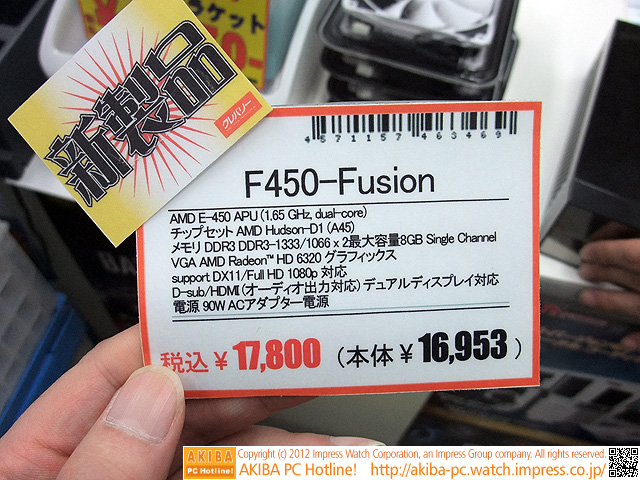 新製品
クレバリー
4571157463469
F450-Fusion
AMD E-450 APU (1.65 GHz, dual-core)
チップセット AMD Hudson-D1 (A45)
メモリ DDR3 DDR3-1333/1066 x 2最大容量8GB Single Channel
VGA AMD Radeon™ HD 6320 グラフィックス
support DX11/Full HD 1080p 対応
D-sub/HDMI(オーディオ出力対応) デュアルディスプレイ対応
電源 90W ACアダプター電源
税込¥17,800 (本体¥16,953)
AKIBA
PC Hotline!
Copyright (c) 2012 Impress Watch Corporation, an Impress Group company. All rights reserved.
AKIBA PC Hotline! http://akiba-pc.watch.impress.co.jp/